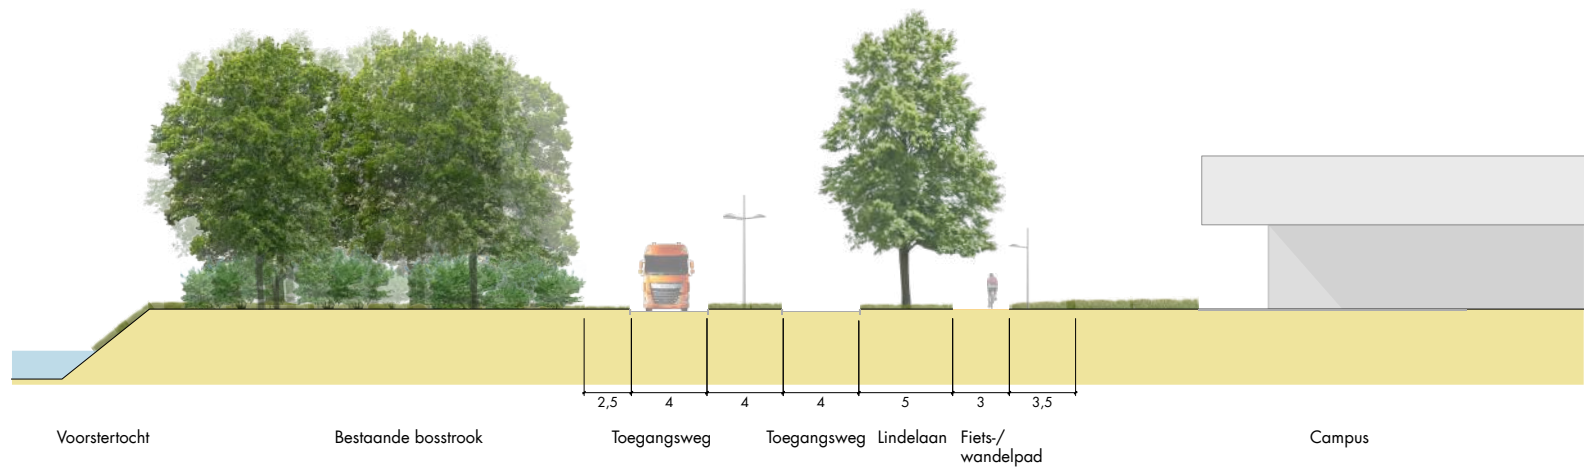 2,5 4 4 4 5 3 3,5
Voorstertocht Bestaande bosstrook Toegangsweg Toegangsweg Lindelaan Fiets-/ Campus
wandelpad